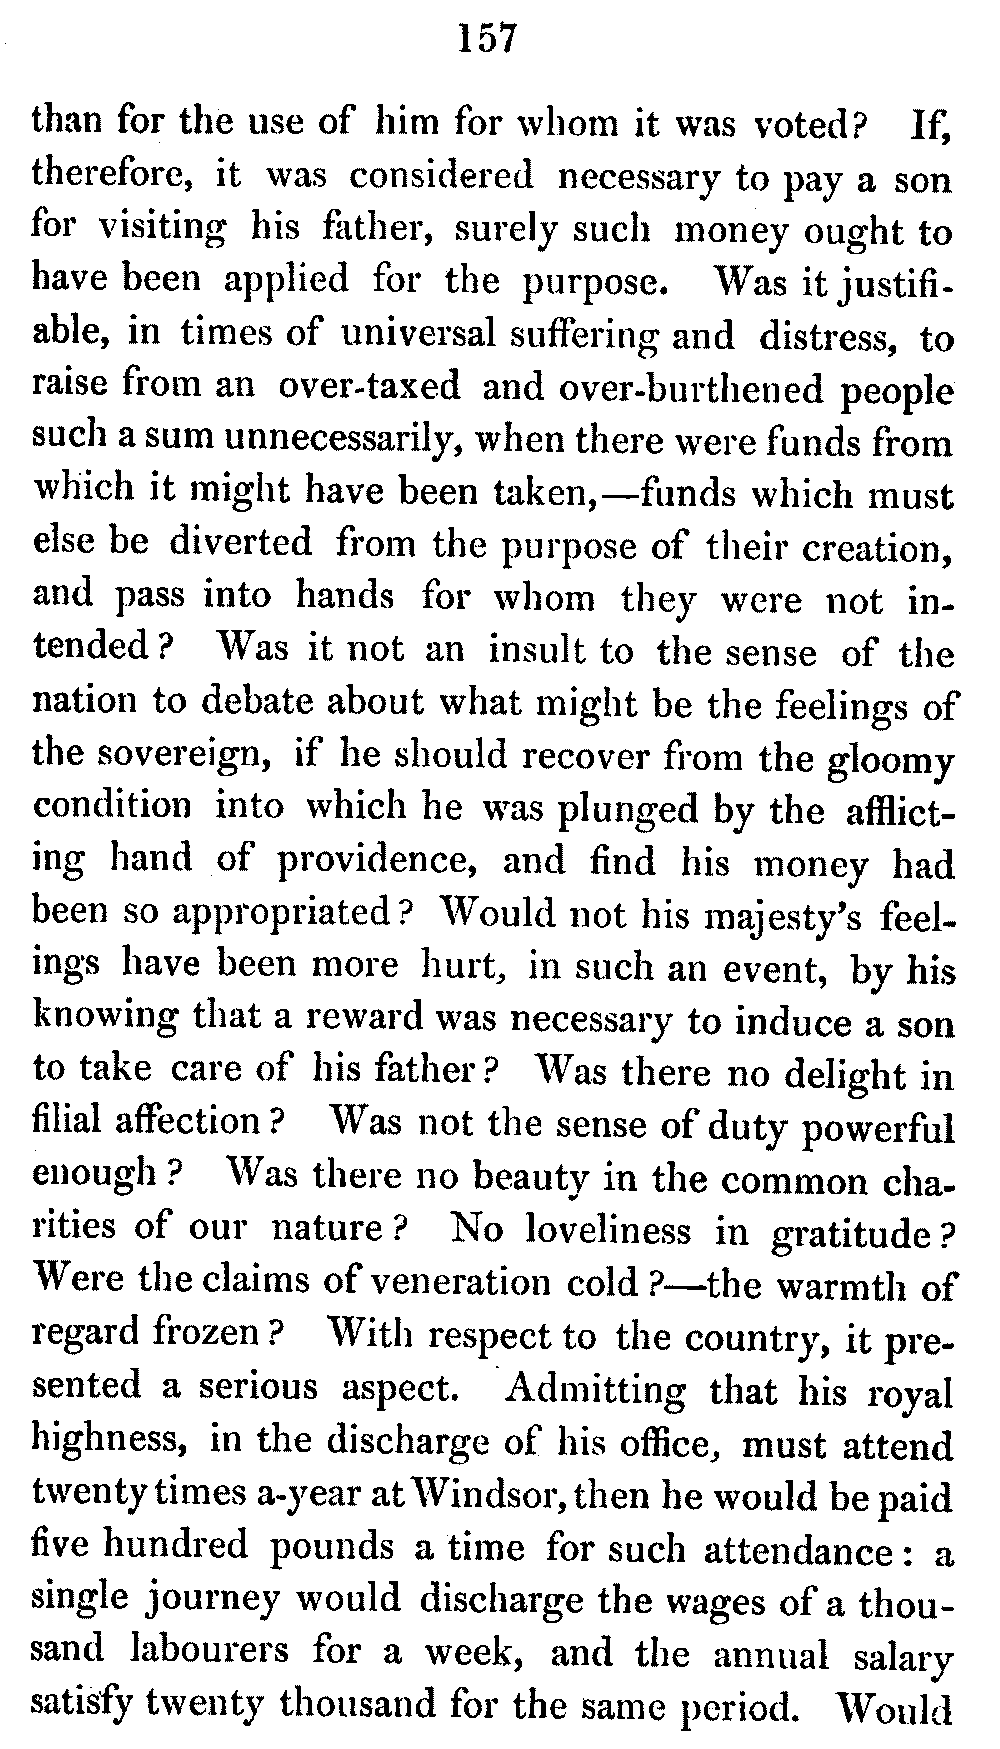 157
than for the use of him for whom it was voted? If,
therefore, it was considered necessary to pay a son
for visiting his father, surely such money ought to
have been applied for the purpose. Was it justifi-
able, in times of universal suffering and distress, to
raise from an over-taxed and over-burthened people
such a sum unnecessarily, when there were funds from
which it might have been taken,—funds which must
else be diverted from the purpose of their creation,
and pass into hands for whom they were not in-
tended? Was it not an insult to the sense of the
nation to debate about what might be the feelings of
the sovereign, if he should recover from the gloomy
condition into which he was plunged by the afflict-
ing hand of providence, and find his money had
been so appropriated? Would not his majesty's feel-
ings have been more hurt, in such an event, by his
knowing that a reward was necessary to induce a son
to take care of his father? Was there no delight in
filial affection? Was not the sense of duty powerful
enough? Was there no beauty in the common cha-
rities of our nature? No loveliness in gratitude?
Were the claims of veneration cold?—the warmth of
regard frozen? With respect to the country, it pre-
sented a serious aspect. Admitting that his royal
highness, in the discharge of his office, must attend
twenty times a-year at Windsor, then he would be paid
five hundred pounds a time for such attendance: a
single journey would discharge the wages of a thou-
sand labourers for a week, and the annual salary
satisfy twenty thousand for the same period. Would